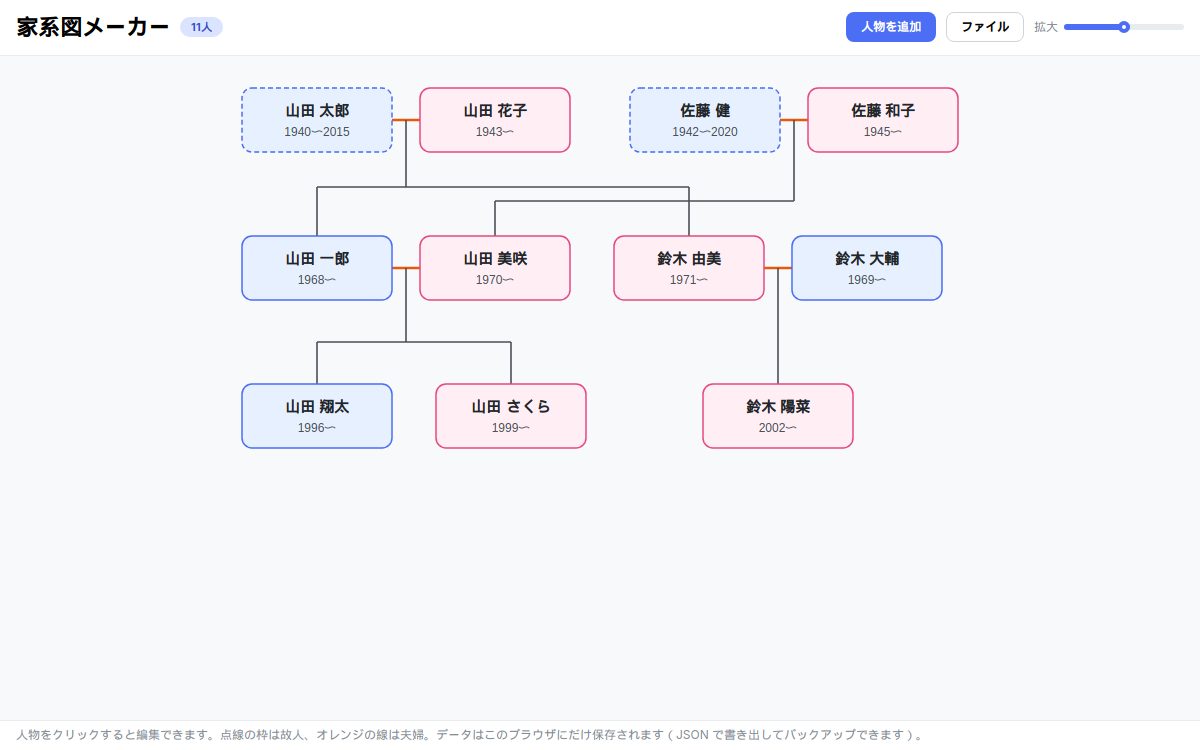 家系図メーカー 11人 人物を追加 ファイル 拡大
山田 太郎
1940〜2015
山田 花子
1943〜
佐藤 健
1942〜2020
佐藤 和子
1945〜
山田 一郎
1968〜
山田 美咲
1970〜
鈴木 由美
1971〜
鈴木 大輔
1969〜
山田 翔太
1996〜
山田 さくら
1999〜
鈴木 陽菜
2002〜
人物をクリックすると編集できます。点線の枠は故人、オレンジの線は夫婦。データはこのブラウザにだけ保存されます（JSON で書き出してバックアップできます）。